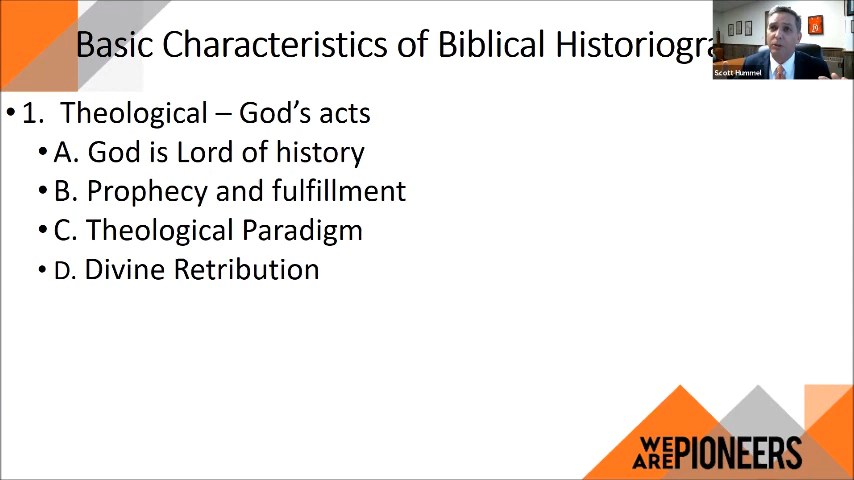 Basic Characteristics of Biblical Historiogra
Scott Hummel
• 1. Theological – God's acts
• A. God is Lord of history
• B. Prophecy and fulfillment
• C. Theological Paradigm
• D. Divine Retribution
WE ARE PIONEERS